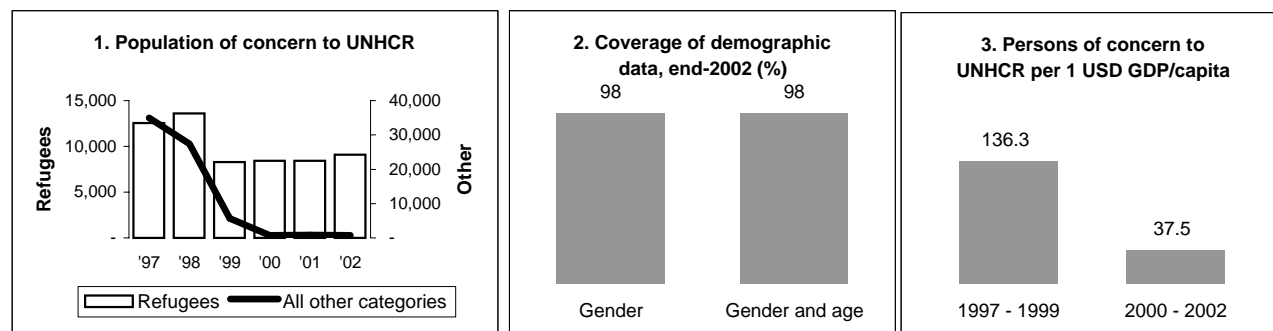 1. Population of concern to UNHCR
15,000
10,000
5,000
-
Refugees
40,000
30,000
20,000
10,000
-
Other
'97 '98 '99 '00 '01 '02
Refugees All other categories
2. Coverage of demographic
data, end-2002 (%)
98 98
Gender Gender and age
3. Persons of concern to
UNHCR per 1 USD GDP/capita
136.3
37.5
1997 - 1999 2000 - 2002